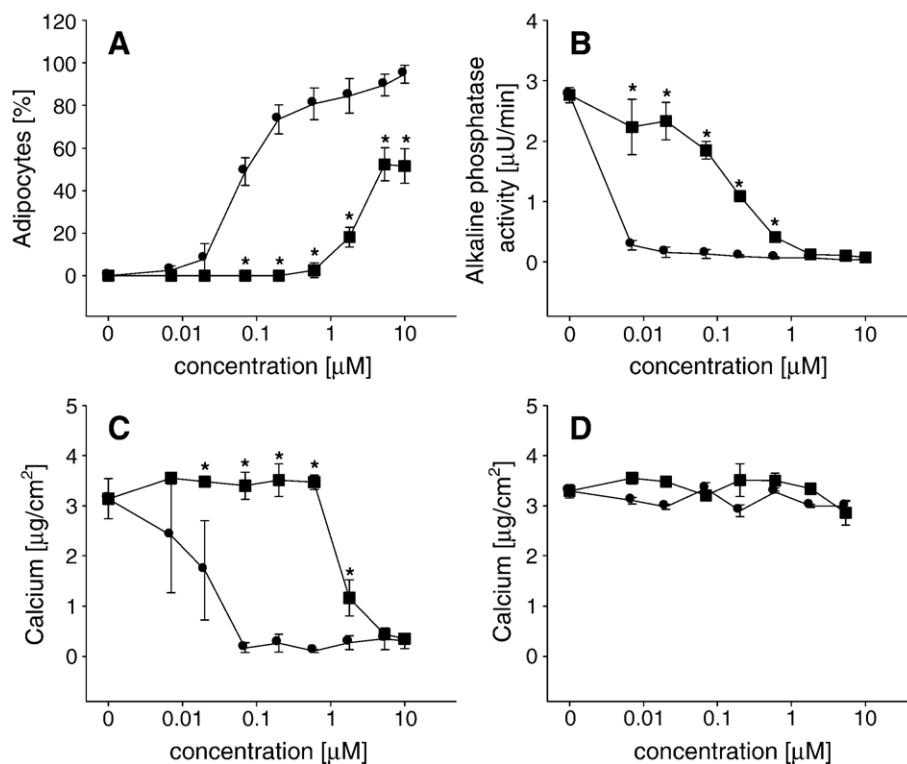 A
Adipocytes [%]
120
100
80
60
40
20
0
* * * * * *
0 0.01 0.1 1 10
concentration [μM]
B
Alkaline phosphatase
activity [μU/min]
4
3
2
1
0
* * * * *
0 0.01 0.1 1 10
concentration [μM]
C
Calcium [μg/cm²]
5
4
3
2
1
0
* * * * *
0 0.01 0.1 1 10
concentration [μM]
D
Calcium [μg/cm²]
5
4
3
2
1
0
0 0.01 0.1 1 10
concentration [μM]